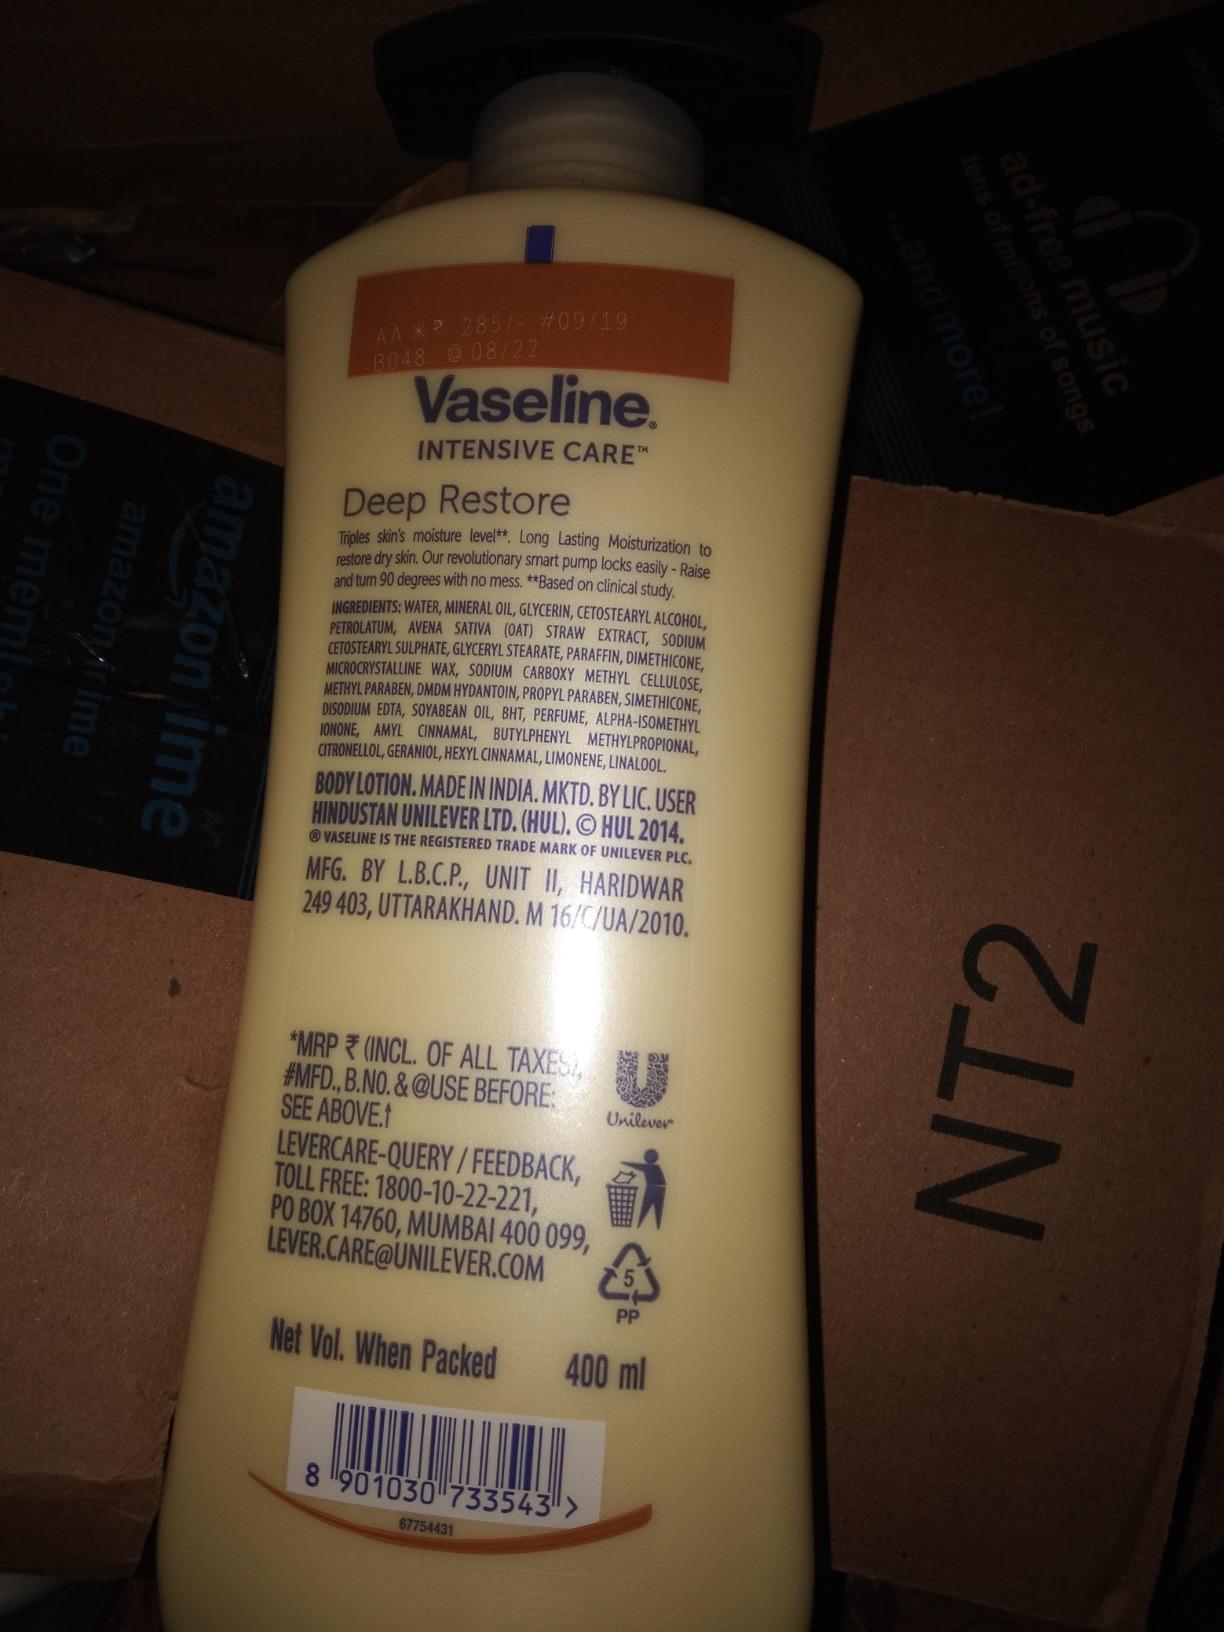 AA *₹ 285/- #09/19
B048 @ 08/22
Vaseline®
INTENSIVE CARE™
Deep Restore
Triples skin's moisture level**. Long Lasting Moisturization to
restore dry skin. Our revolutionary smart pump locks easily - Raise
and turn 90 degrees with no mess. **Based on clinical study.
INGREDIENTS: WATER, MINERAL OIL, GLYCERIN, CETOSTEARYL ALCOHOL,
PETROLATUM, AVENA SATIVA (OAT) STRAW EXTRACT, SODIUM
CETOSTEARYL SULPHATE, GLYCERYL STEARATE, PARAFFIN, DIMETHICONE,
MICROCRYSTALLINE WAX, SODIUM CARBOXY METHYL CELLULOSE,
METHYL PARABEN, DMDM HYDANTOIN, PROPYL PARABEN, SIMETHICONE,
DISODIUM EDTA, SOYABEAN OIL, BHT, PERFUME, ALPHA-ISOMETHYL
IONONE, AMYL CINNAMAL, BUTYLPHENYL METHYLPROPIONAL,
CITRONELLOL, GERANIOL, HEXYL CINNAMAL, LIMONENE, LINALOOL.
BODY LOTION. MADE IN INDIA. MKTD. BY LIC. USER
HINDUSTAN UNILEVER LTD. (HUL). © HUL 2014.
® VASELINE IS THE REGISTERED TRADE MARK OF UNILEVER PLC.
MFG. BY L.B.C.P., UNIT II, HARIDWAR
249 403, UTTARAKHAND. M 16/C/UA/2010.
*MRP ₹ (INCL. OF ALL TAXES),
#MFD., B.NO. & @USE BEFORE:
SEE ABOVE.↑
LEVERCARE-QUERY / FEEDBACK,
TOLL FREE: 1800-10-22-221,
PO BOX 14760, MUMBAI 400 099,
LEVER.CARE@UNILEVER.COM
Unilever
5
PP
Net Vol. When Packed 400 ml
8 901030 733543 >
67754431
ad-free music
tens of millions of songs
...and more!
amazon
One
NT2